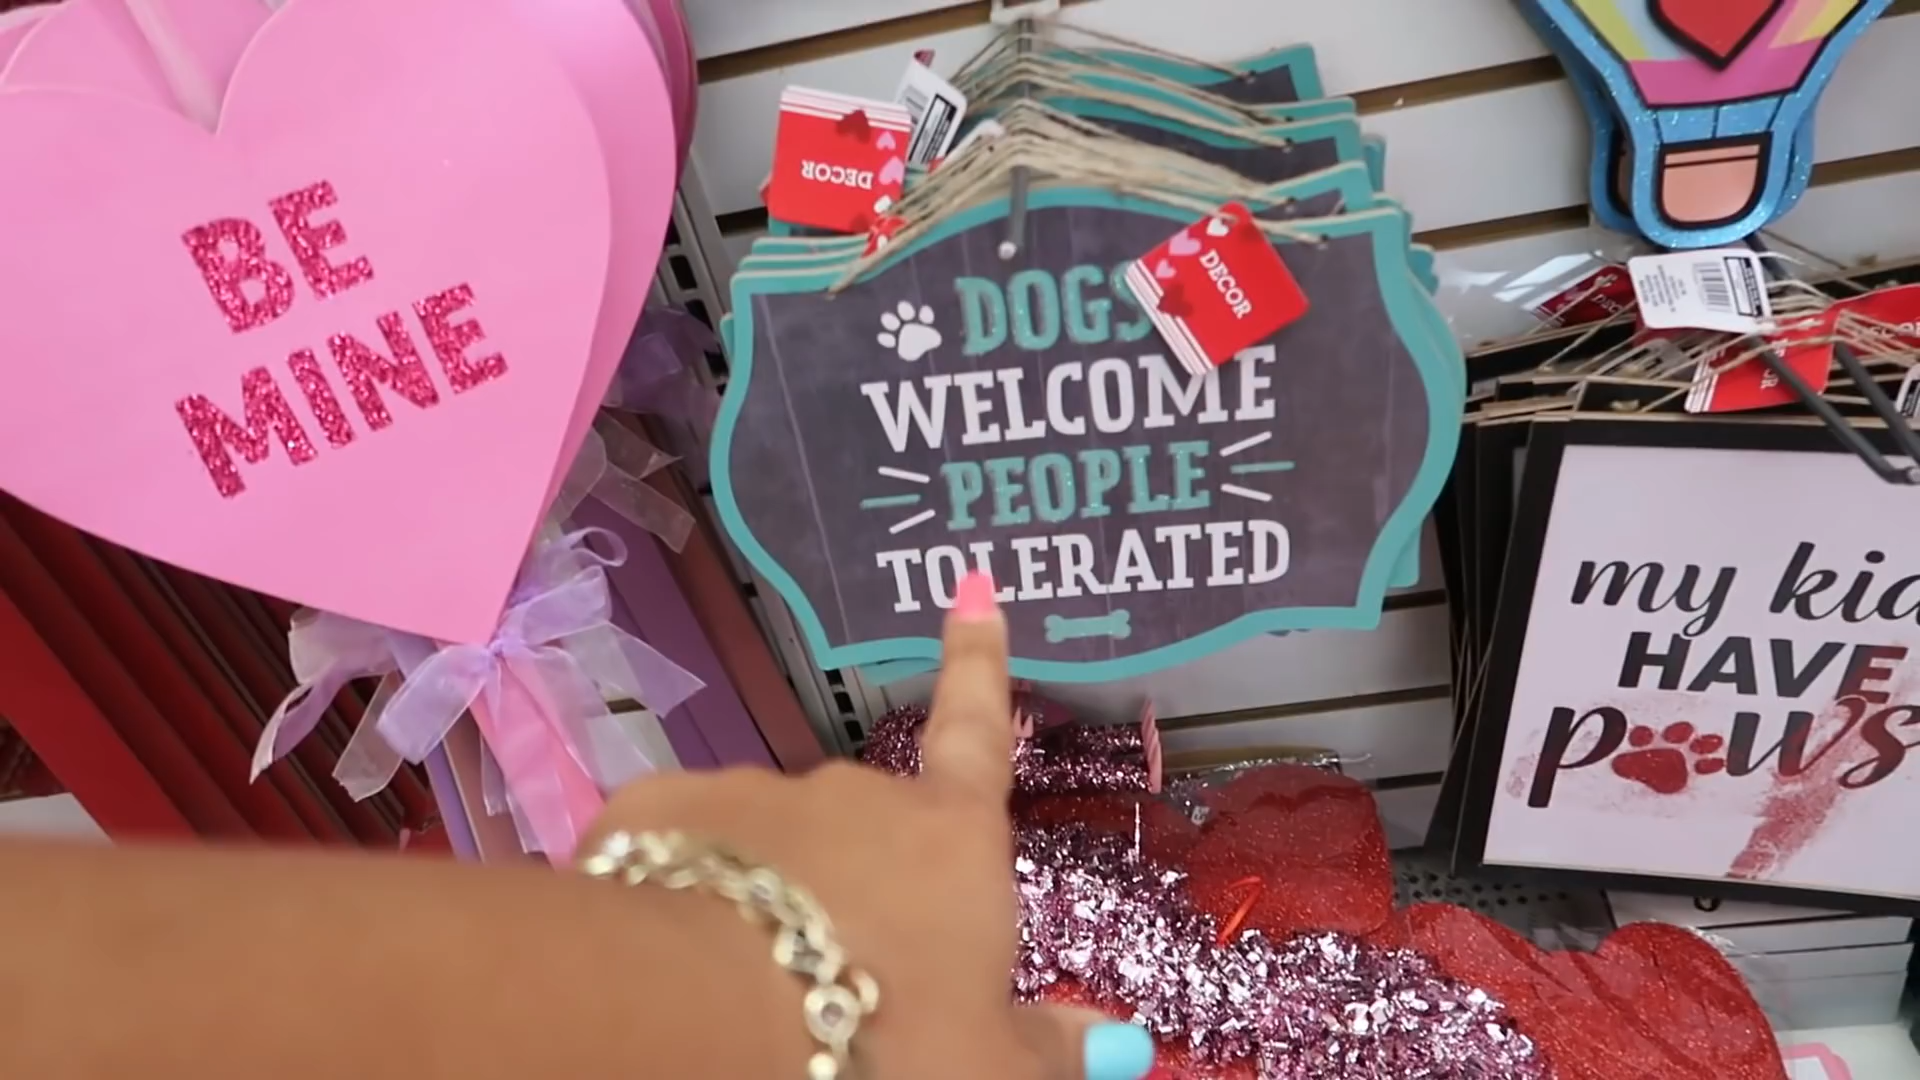 BE
MINE
DECOR
DECOR
DOGS
WELCOME
PEOPLE
TOLERATED
my kid
HAVE
paws